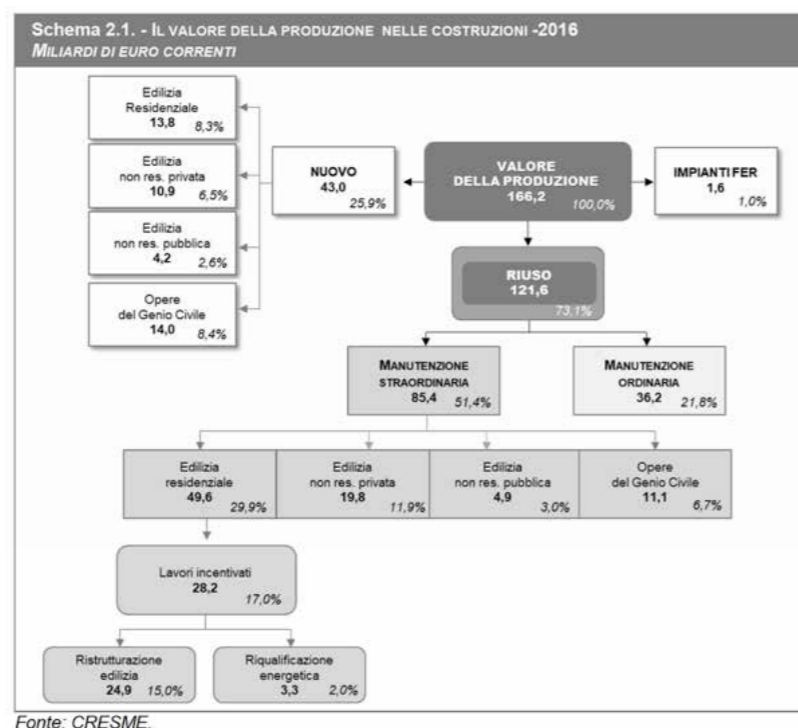 Schema 2.1. - IL VALORE DELLA PRODUZIONE NELLE COSTRUZIONI -2016
MILIARDI DI EURO CORRENTI
Edilizia
Residenziale
13,8 8,3%
Edilizia
non res. privata
10,9 6,5%
Edilizia
non res. pubblica
4,2 2,6%
Opere
del Genio Civile
14,0 8,4%
NUOVO
43,0
25,9%
VALORE
DELLA PRODUZIONE
166,2
100,0%
IMPIANTI FER
1,6
1,0%
RIUSO
121,6
73,1%
MANUTENZIONE
STRAORDINARIA
85,4 51,4%
MANUTENZIONE
ORDINARIA
36,2 21,8%
Edilizia
residenziale
49,6
29,9%
Edilizia
non res. privata
19,8
11,9%
Edilizia
non res. pubblica
4,9
3,0%
Opere
del Genio Civile
11,1
6,7%
Lavori incentivati
28,2
17,0%
Ristrutturazione
edilizia
24,9 15,0%
Riqualificazione
energetica
3,3 2,0%
Fonte: CRESME.